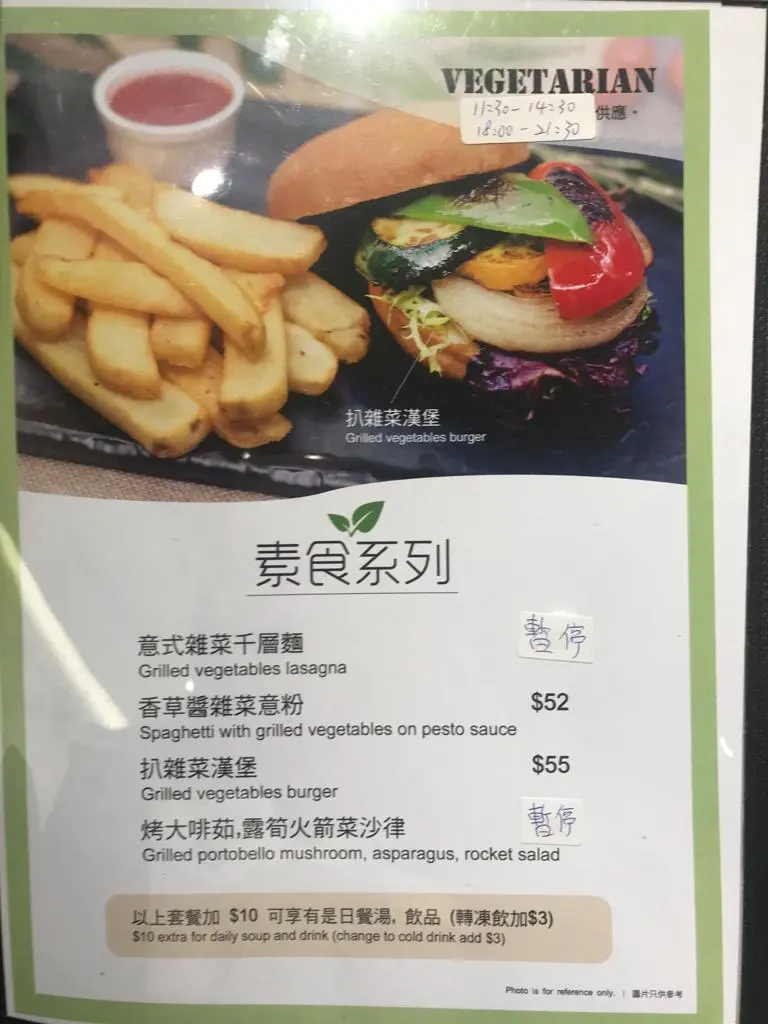 VEGETARIAN
11:30-14:30
18:00-21:30
供應。
扒雜菜漢堡
Grilled vegetables burger
素食系列
意式雜菜千層麵
暫停
Grilled vegetables lasagna
香草醬雜菜意粉
$52
Spaghetti with grilled vegetables on pesto sauce
扒雜菜漢堡
$55
Grilled vegetables burger
烤大啡茹,露筍火箭菜沙律
暫停
Grilled portobello mushroom, asparagus, rocket salad
以上套餐加 $10 可享有是日餐湯, 飲品 (轉凍飲加$3)
$10 extra for daily soup and drink (change to cold drink add $3)
Photo is for reference only. | 圖片只供參考